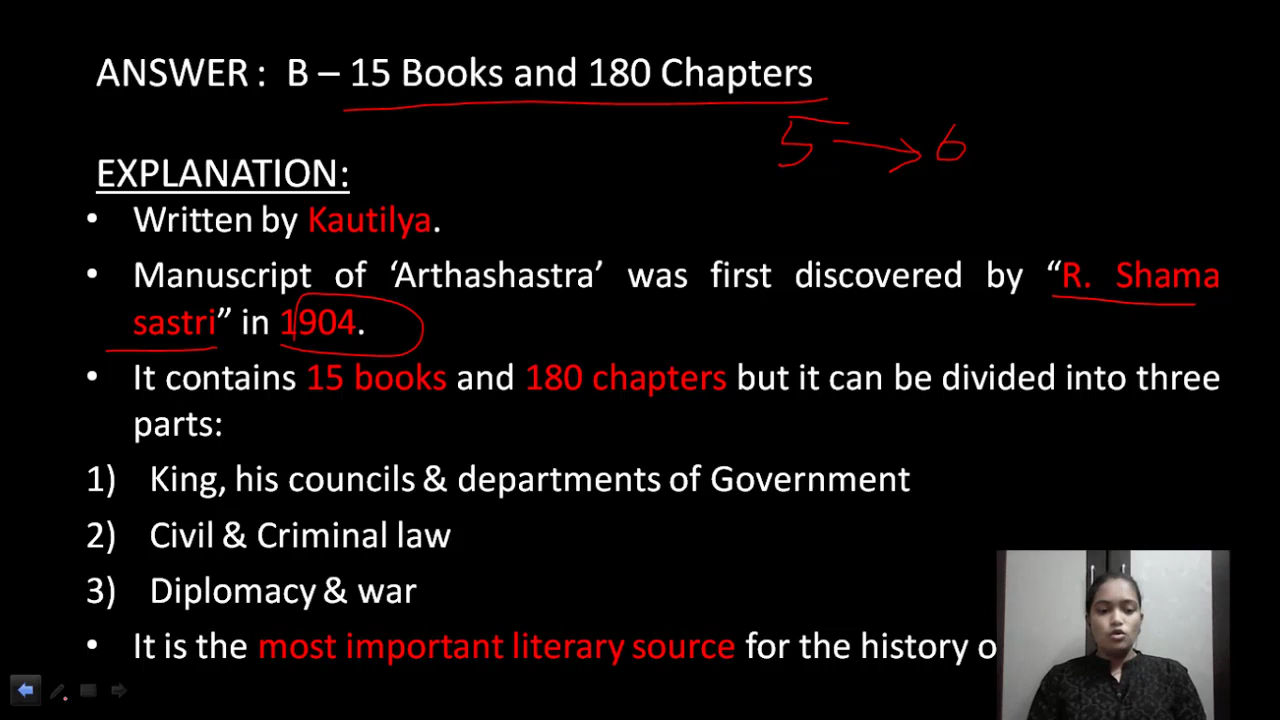 ANSWER : B – 15 Books and 180 Chapters
5 → 6
EXPLANATION:
• Written by Kautilya.
• Manuscript of ‘Arthashastra’ was first discovered by “R. Shama
sastri” in 1904.
• It contains 15 books and 180 chapters but it can be divided into three
parts:
1) King, his councils & departments of Government
2) Civil & Criminal law
3) Diplomacy & war
• It is the most important literary source for the history o